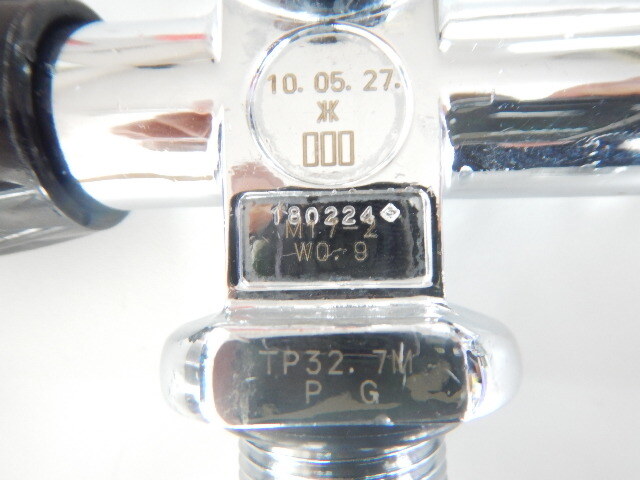 10. 05. 27.
Ж
180224
M17-2
WO. 9
TP32. 7M
P G